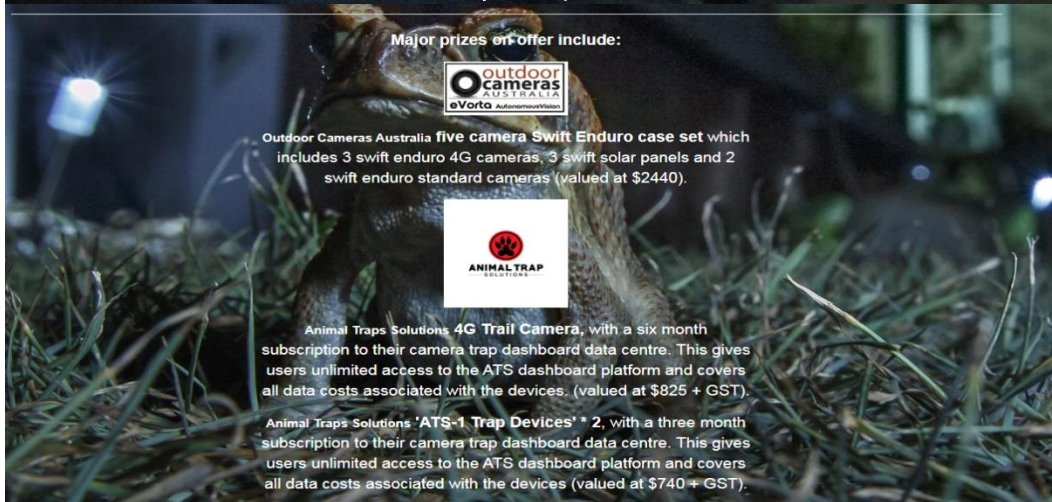 Major prizes on offer include:
outdoor
cameras
AUSTRALIA
eVorta AutonomoveVision
Outdoor Cameras Australia five camera Swift Enduro case set which
includes 3 swift enduro 4G cameras, 3 swift solar panels and 2
swift enduro standard cameras (valued at $2440).
ANIMAL TRAP
SOLUTIONS
Animal Traps Solutions 4G Trail Camera, with a six month
subscription to their camera trap dashboard data centre. This gives
users unlimited access to the ATS dashboard platform and covers
all data costs associated with the devices. (valued at $825 + GST).
Animal Traps Solutions 'ATS-1 Trap Devices' * 2, with a three month
subscription to their camera trap dashboard data centre. This gives
users unlimited access to the ATS dashboard platform and covers
all data costs associated with the devices (valued at $740 + GST).